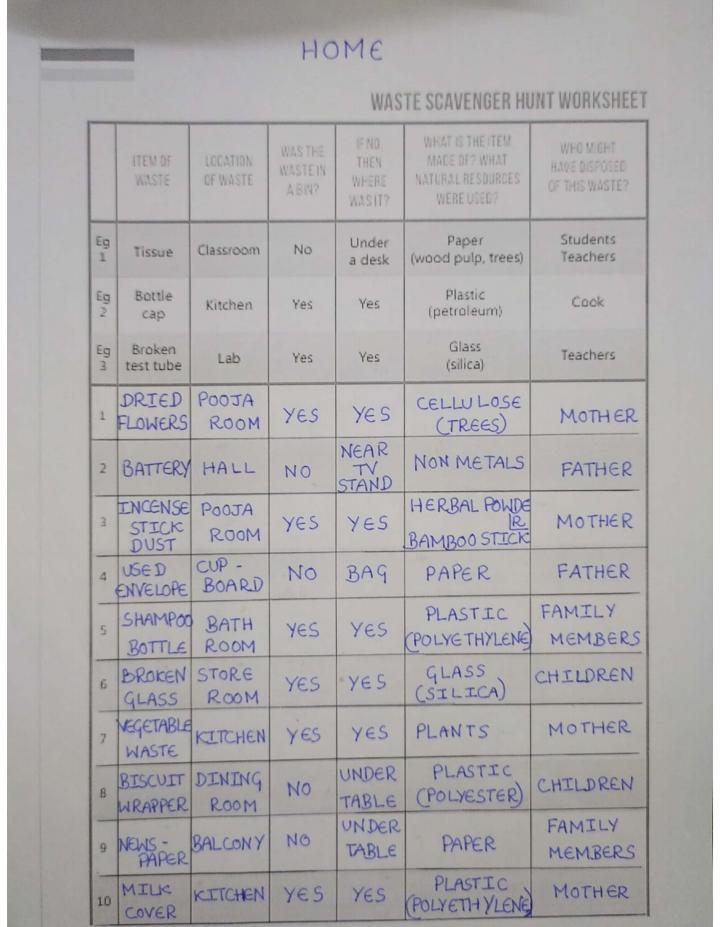 HOME
WASTE SCAVENGER HUNT WORKSHEET
ITEM OF WASTE LOCATION OF WASTE WAS THE WASTE IN A BIN? IF NO, THEN WHERE WAS IT? WHAT IS THE ITEM MADE OF? WHAT NATURAL RESOURCES WERE USED? WHO MIGHT HAVE DISPOSED OF THIS WASTE?
Eg 1 Tissue Classroom No Under a desk Paper (wood pulp, trees) Students Teachers
Eg 2 Bottle cap Kitchen Yes Yes Plastic (petroleum) Cook
Eg 3 Broken test tube Lab Yes Yes Glass (silica) Teachers
1 DRIED FLOWERS POOJA ROOM YES YES CELLULOSE (TREES) MOTHER
2 BATTERY HALL NO NEAR TV STAND NON METALS FATHER
3 INCENSE STICK DUST POOJA ROOM YES YES HERBAL POWDER BAMBOO STICK MOTHER
4 USED ENVELOPE CUP-BOARD NO BAG PAPER FATHER
5 SHAMPOO BOTTLE BATH ROOM YES YES PLASTIC (POLYETHYLENE) FAMILY MEMBERS
6 BROKEN GLASS STORE ROOM YES YES GLASS (SILICA) CHILDREN
7 VEGETABLE WASTE KITCHEN YES YES PLANTS MOTHER
8 BISCUIT WRAPPER DINING ROOM NO UNDER TABLE PLASTIC (POLYESTER) CHILDREN
9 NEWS-PAPER BALCONY NO UNDER TABLE PAPER FAMILY MEMBERS
10 MILK COVER KITCHEN YES YES PLASTIC (POLYETHYLENE) MOTHER